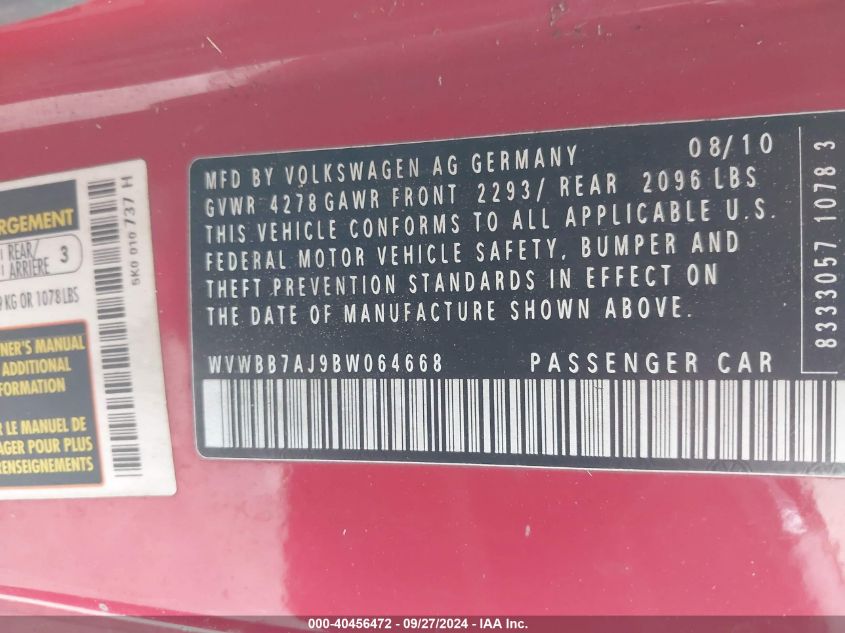 RGEMENT
REAR/
ARRIÈRE 3
KG OR 1078 LBS
5K0 010 737 H
NER'S MANUAL
ADDITIONAL
INFORMATION
LE MANUEL DE
POUR PLUS
RENSEIGNEMENTS
MFD BY VOLKSWAGEN AG GERMANY 08/10
GVWR 4278 GAWR FRONT 2293/ REAR 2096 LBS
THIS VEHICLE CONFORMS TO ALL APPLICABLE U.S.
FEDERAL MOTOR VEHICLE SAFETY, BUMPER AND
THEFT PREVENTION STANDARDS IN EFFECT ON
THE DATE OF MANUFACTURE SHOWN ABOVE.
WVWBB7AJ9BW064668 PASSENGER CAR
8333057 1078 3
000-40456472 - 09/27/2024 - IAA Inc.